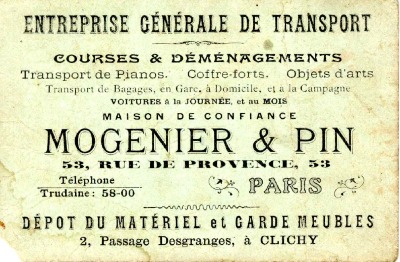 ENTREPRISE GÉNÉRALE DE TRANSPORT
COURSES & DÉMÉNAGEMENTS
Transport de Pianos. Coffre-forts. Objets d'arts
Transport de Bagages, en Gare, à Domicile, et a la Campagne
VOITURES à la JOURNÉE, et au MOIS
MAISON DE CONFIANCE
MOGENIER & PIN
53, RUE DE PROVENCE, 53
Téléphone
Trudaine : 58-00
PARIS
DÉPOT DU MATÉRIEL et GARDE MEUBLES
2, Passage Desgranges, à CLICHY